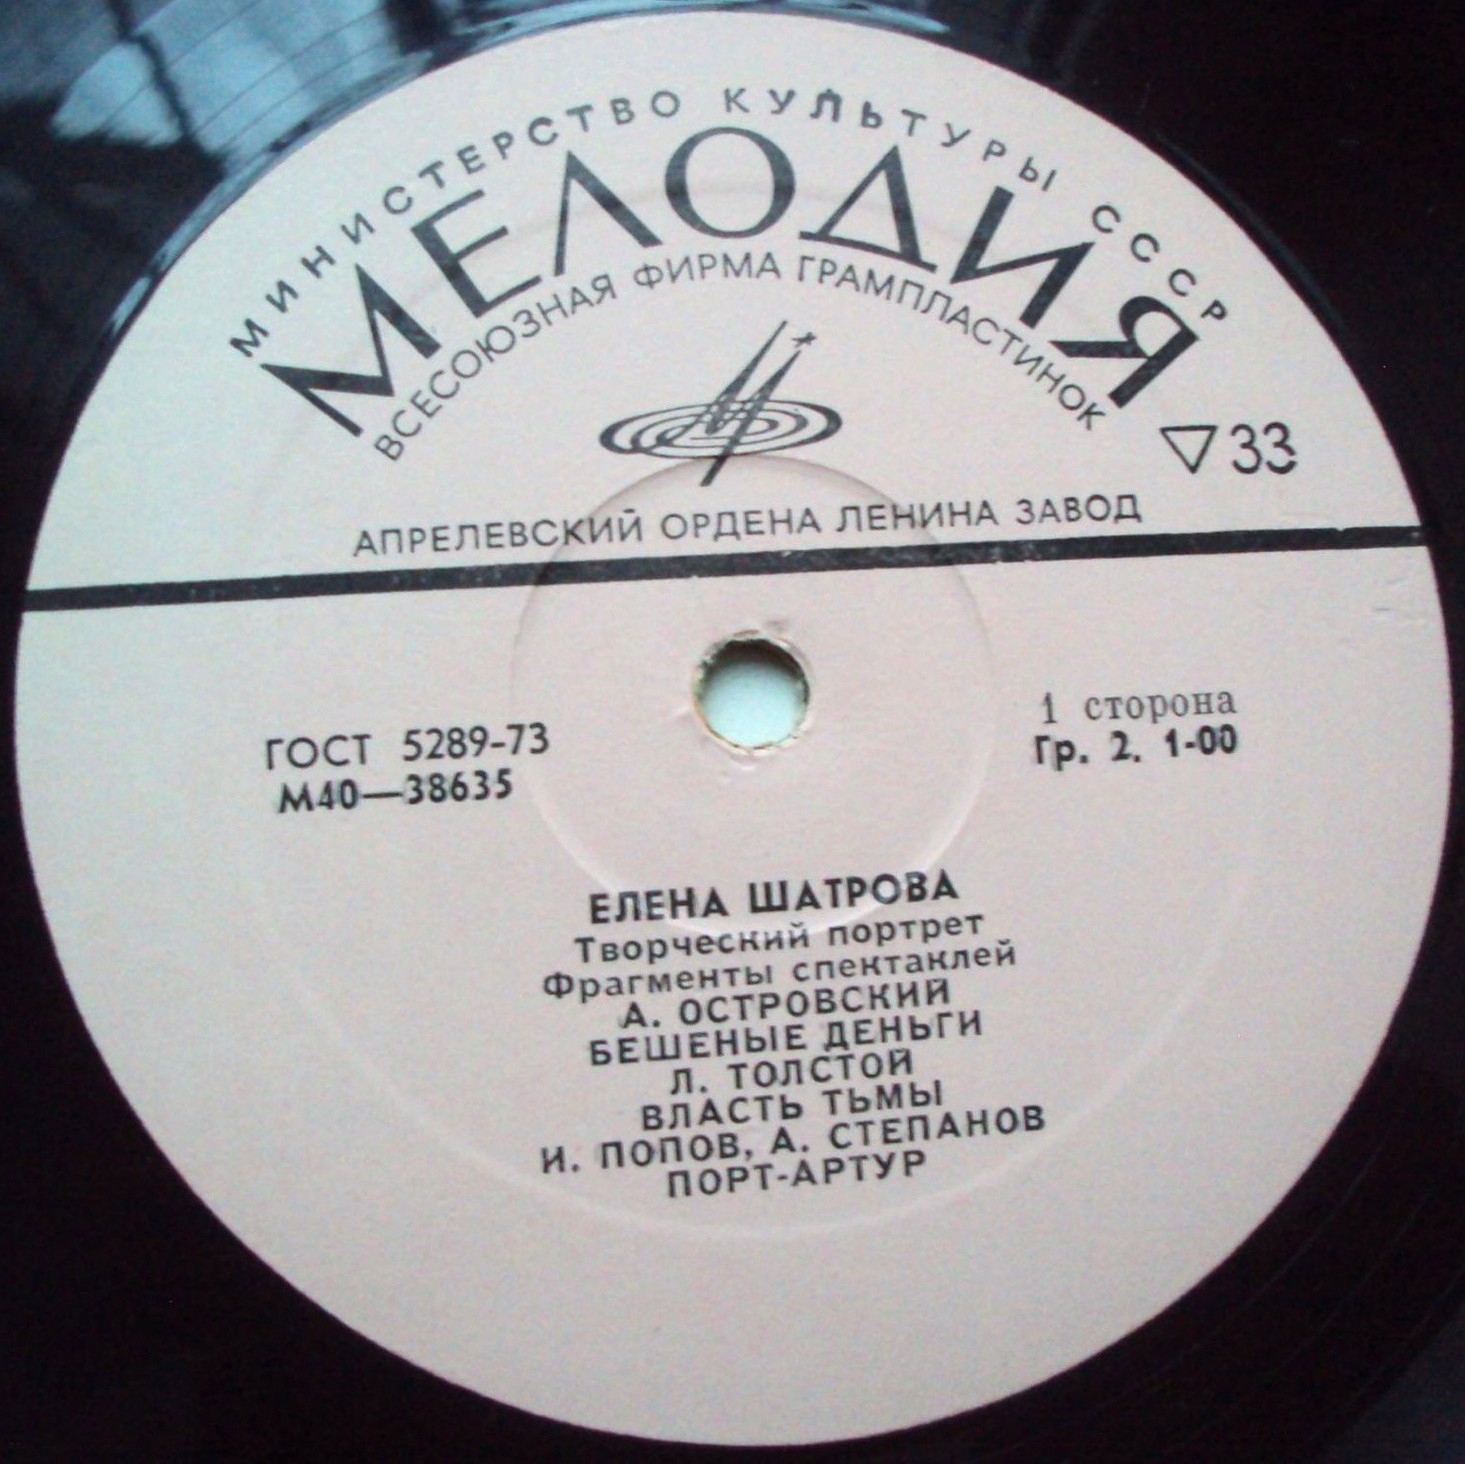 МИНИСТЕРСТВО КУЛЬТУРЫ СССР
МЕЛОДИЯ
ВСЕСОЮЗНАЯ ФИРМА ГРАМПЛАСТИНОК
33
АПРЕЛЕВСКИЙ ОРДЕНА ЛЕНИНА ЗАВОД
ГОСТ 5289-73
М40—38635
1 сторона
Гр. 2. 1-00
ЕЛЕНА ШАТРОВА
Творческий портрет
Фрагменты спектаклей
А. ОСТРОВСКИЙ
БЕШЕНЫЕ ДЕНЬГИ
Л. ТОЛСТОЙ
ВЛАСТЬ ТЬМЫ
И. ПОПОВ, А. СТЕПАНОВ
ПОРТ-АРТУР